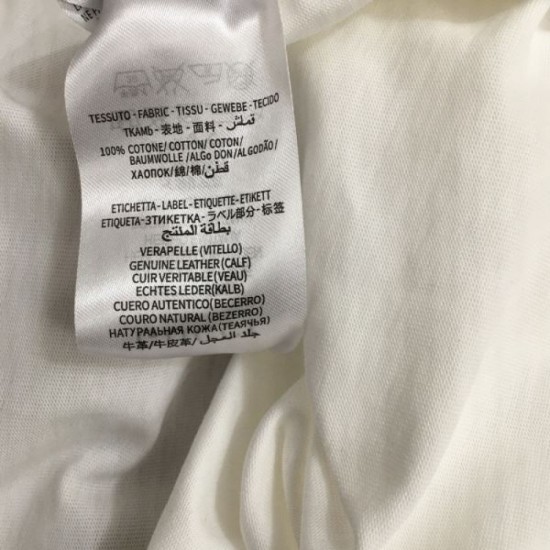 TESSUTO - FABRIC - TISSU - GEWEBE - TECIDO
TKAMb - 表地 - 面料 - قماش
100% COTONE/COTTON/COTON/
BAUMWOLLE /ALGo DON/ALGODÃO/
ХЛОПОК/綿/棉/ قطن
ETICHETTA-LABEL-ETIQUETTE-ETIKETT
ETIQUETA-ЭТИКЕТКА-ラベル部分-标签
بطاقة الملتج
VERAPELLE (VITELLO)
GENUINE LEATHER (CALF)
CUIR VERITABLE (VEAU)
ECHTES LEDER(KALB)
CUERO AUTENTICO (BECERRO)
COURO NATURAL (BEZERRO)
НАТУРАЛЬНАЯ КОЖА (ТЕЛЯЧЬЯ)
牛革/牛皮革/ جلد العجل